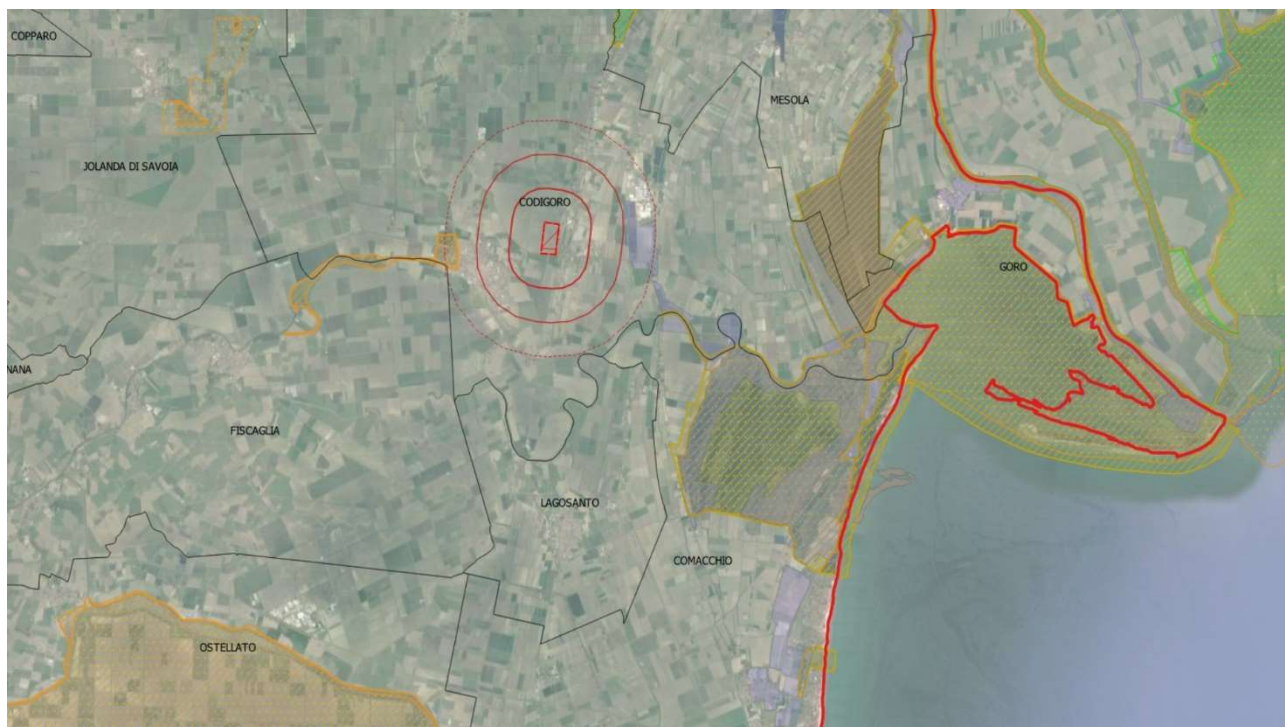 COPPARO
MESOLA
JOLANDA DI SAVOIA
CODIGORO
GORO
NANA
FISCAGLIA
LAGOSANTO
COMACCHIO
OSTELLATO